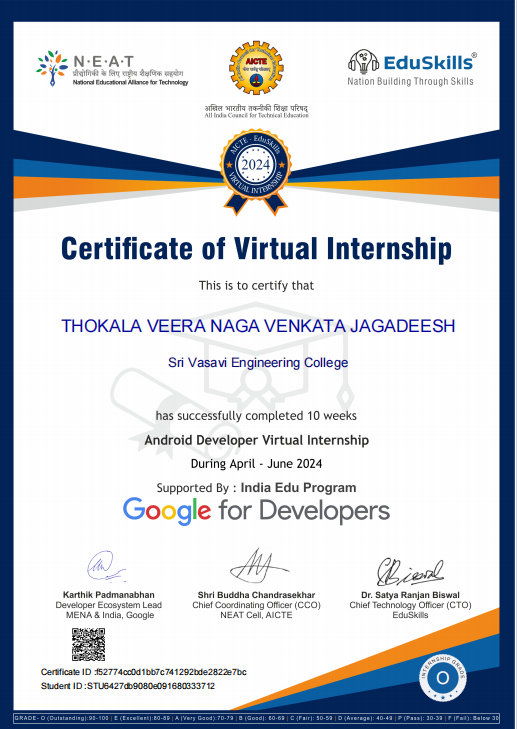 N·E·A·T
प्रौद्योगिकी के लिए राष्ट्रीय शैक्षणिक सहयोग
National Educational Alliance for Technology
AICTE
अखिल भारतीय तकनीकी शिक्षा परिषद्
All India Council for Technical Education
EduSkills®
Nation Building Through Skills
AICTE - EduSkills
2024
VIRTUAL INTERNSHIP
Certificate of Virtual Internship
This is to certify that
THOKALA VEERA NAGA VENKATA JAGADEESH
Sri Vasavi Engineering College
has successfully completed 10 weeks
Android Developer Virtual Internship
During April - June 2024
Supported By : India Edu Program
Google for Developers
Karthik Padmanabhan
Developer Ecosystem Lead
MENA & India, Google
Shri Buddha Chandrasekhar
Chief Coordinating Officer (CCO)
NEAT Cell, AICTE
Dr. Satya Ranjan Biswal
Chief Technology Officer (CTO)
EduSkills
Certificate ID :f52774cc0d1bb7c741292bde2822e7bc
Student ID :STU6427db9080e091680333712
INTERNSHIP GRADE
O
GRADE- O (Outstanding):90-100 | E (Excellent):80-89 | A (Very Good):70-79 | B (Good): 60-69 | C (Fair): 50-59 | D (Average): 40-49 | P (Pass): 30-39 | F (Fail): Below 30